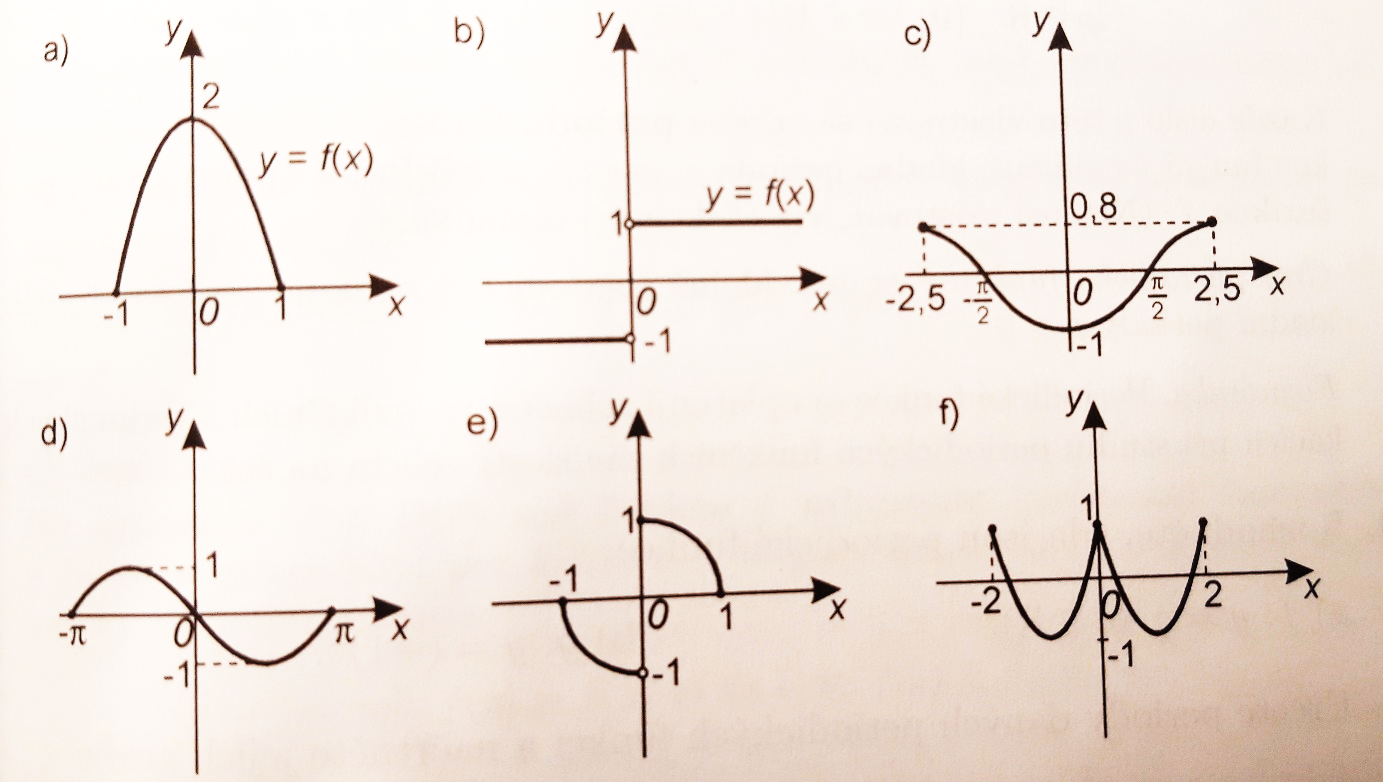 a)
y
2
y = f(x)
-1
0
1
x
b)
y
y = f(x)
1
0
x
-1
c)
y
0,8
-2,5
-π/2
0
π/2
2,5
x
-1
d)
y
1
-π
0
π
x
-1
e)
y
1
-1
0
1
x
-1
f)
y
1
-2
0
2
x
-1